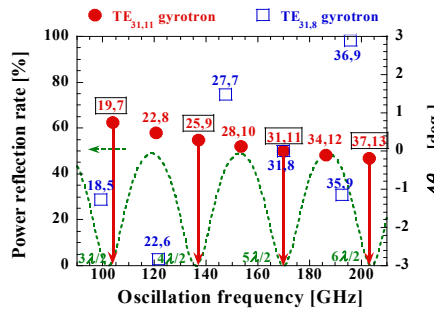 TE31,11 gyrotron TE31,8 gyrotron
100 3
36,9
80 2
27,7
19,7 22,8
60 1
25,9 28,10 31,11 34,12 37,13
40 0
31,8
18,5 35,9
20 -1
-2
22,6
3λ/2 4λ/2 5λ/2 6λ/2
0 -3
100 120 140 160 180 200
Oscillation frequency [GHz]
Power reflection rate [%]